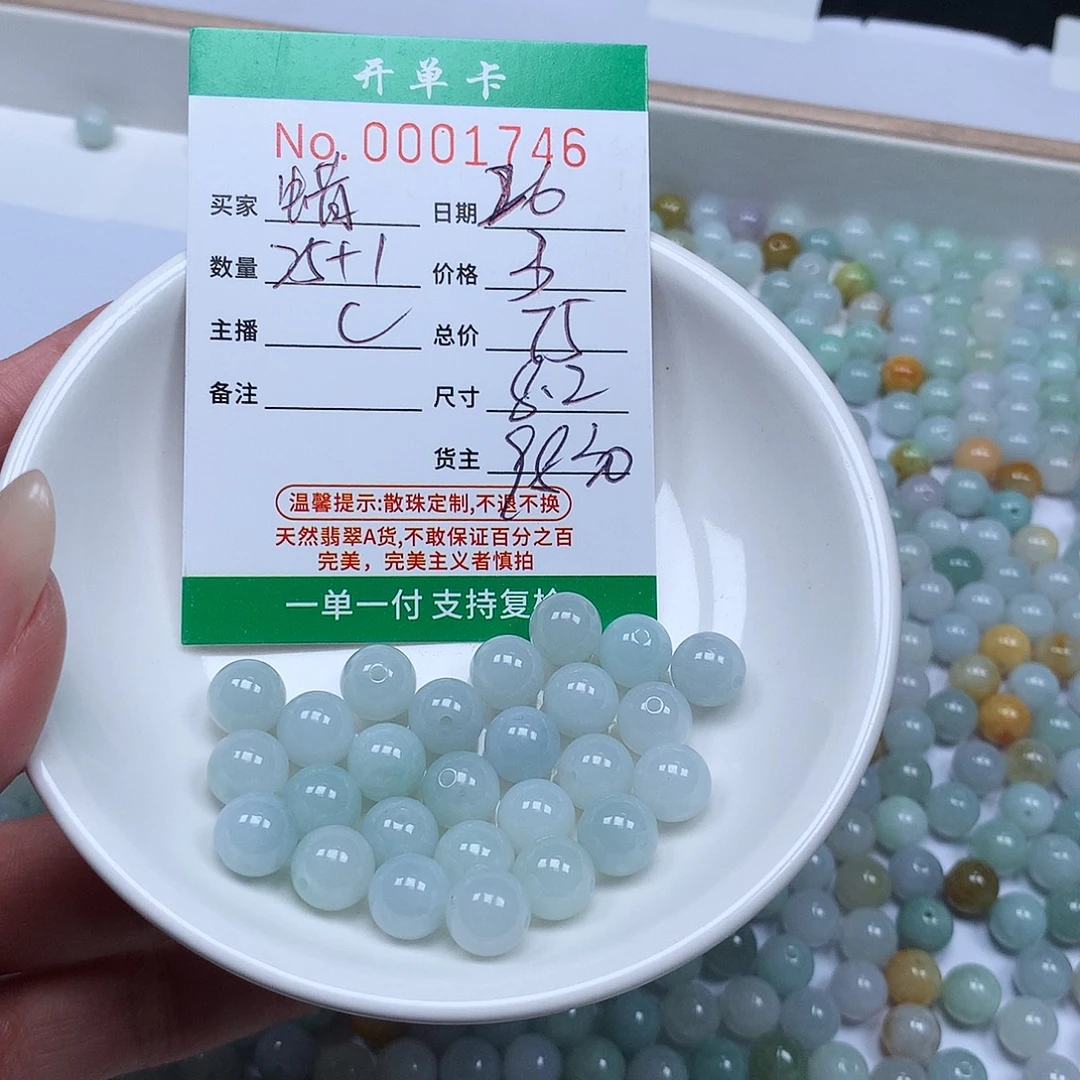 开单卡
No. 0001746
买家 蜡 日期 26
数量 25+1 价格 3
主播 C 总价 75
备注 尺寸 8.2
货主
温馨提示:散珠定制,不退不换
天然翡翠A货,不敢保证百分之百
完美，完美主义者慎拍
一单一付 支持复检